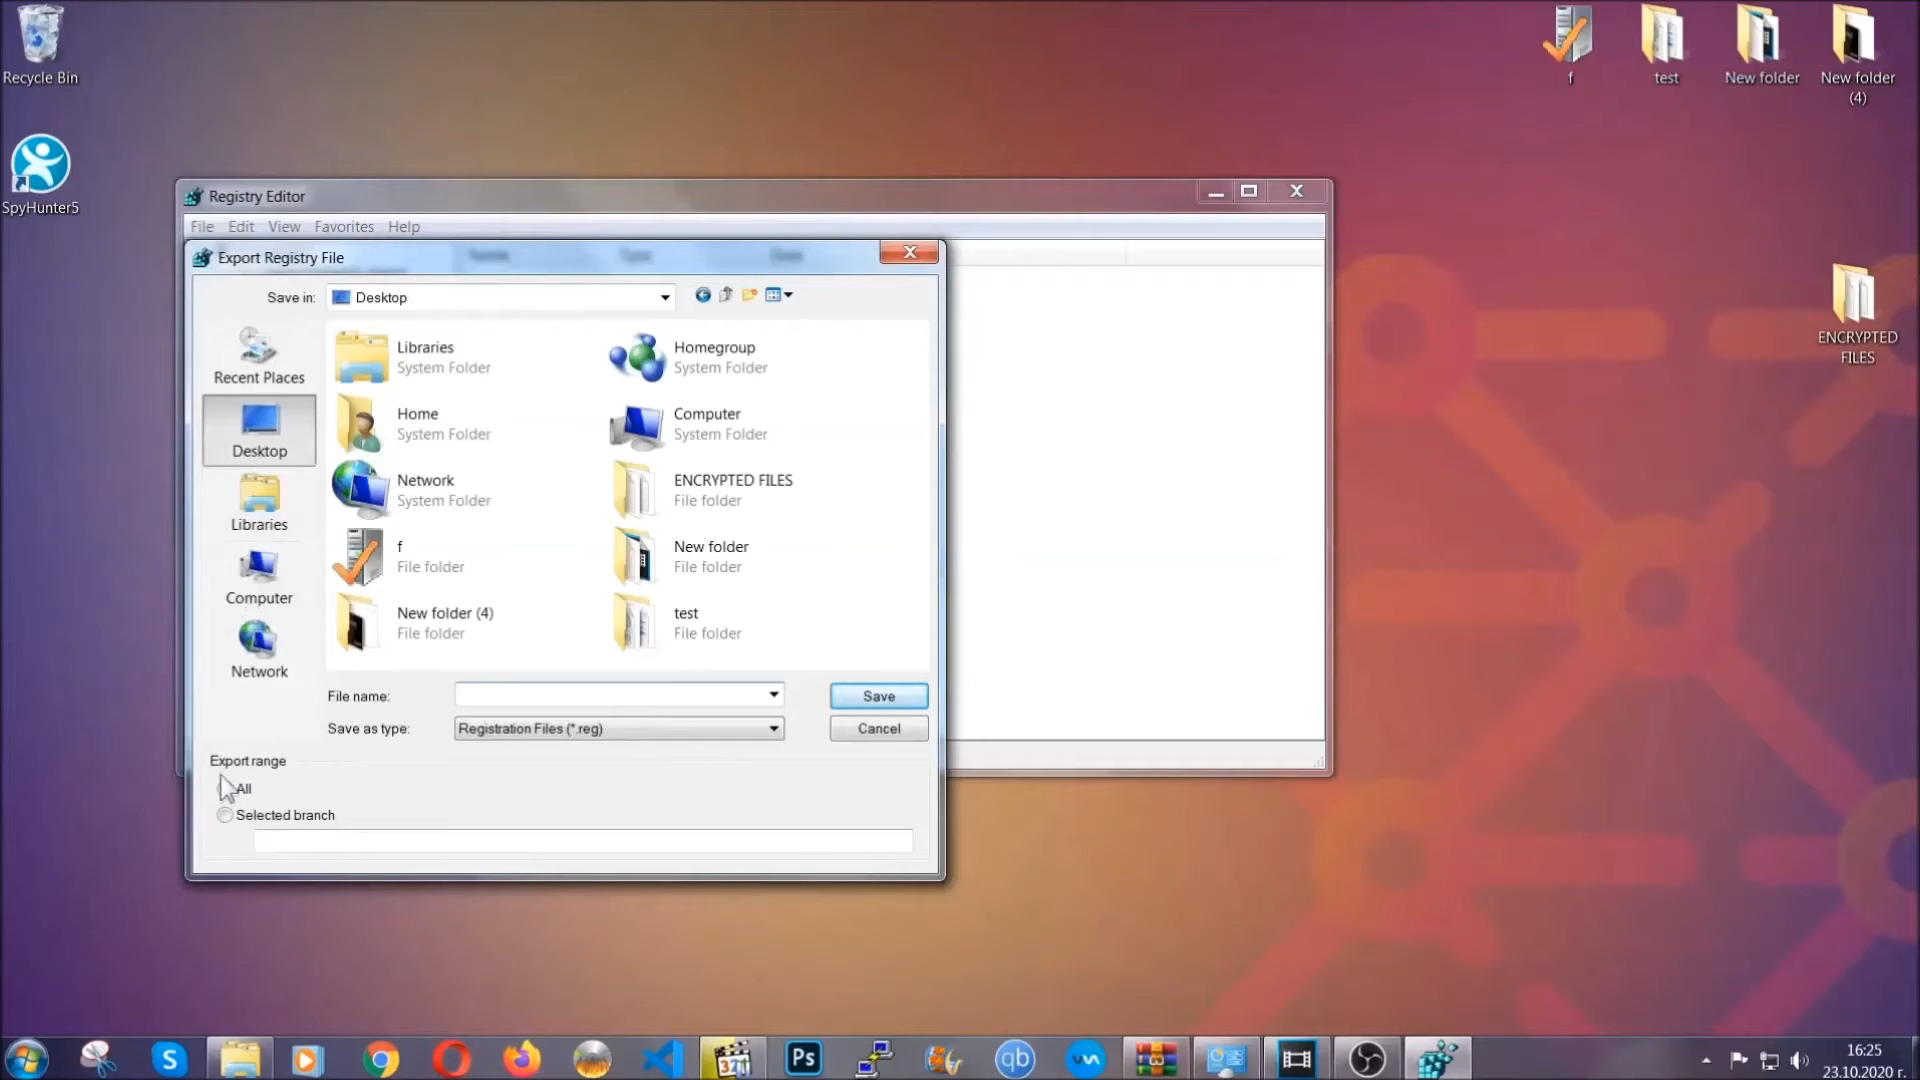 Recycle Bin
SpyHunter5
f
test
New folder
New folder
(4)
ENCRYPTED
FILES
Registry Editor
File Edit View Favorites Help
Export Registry File
Save in:
Desktop
Recent Places
Desktop
Libraries
Computer
Network
Libraries
System Folder
Homegroup
System Folder
Home
System Folder
Computer
System Folder
Network
System Folder
ENCRYPTED FILES
File folder
f
File folder
New folder
File folder
New folder (4)
File folder
test
File folder
File name:
Save
Save as type:
Registration Files (*.reg)
Cancel
Export range
All
Selected branch
S
321
Ps
qb
16:25
23.10.2020 г.